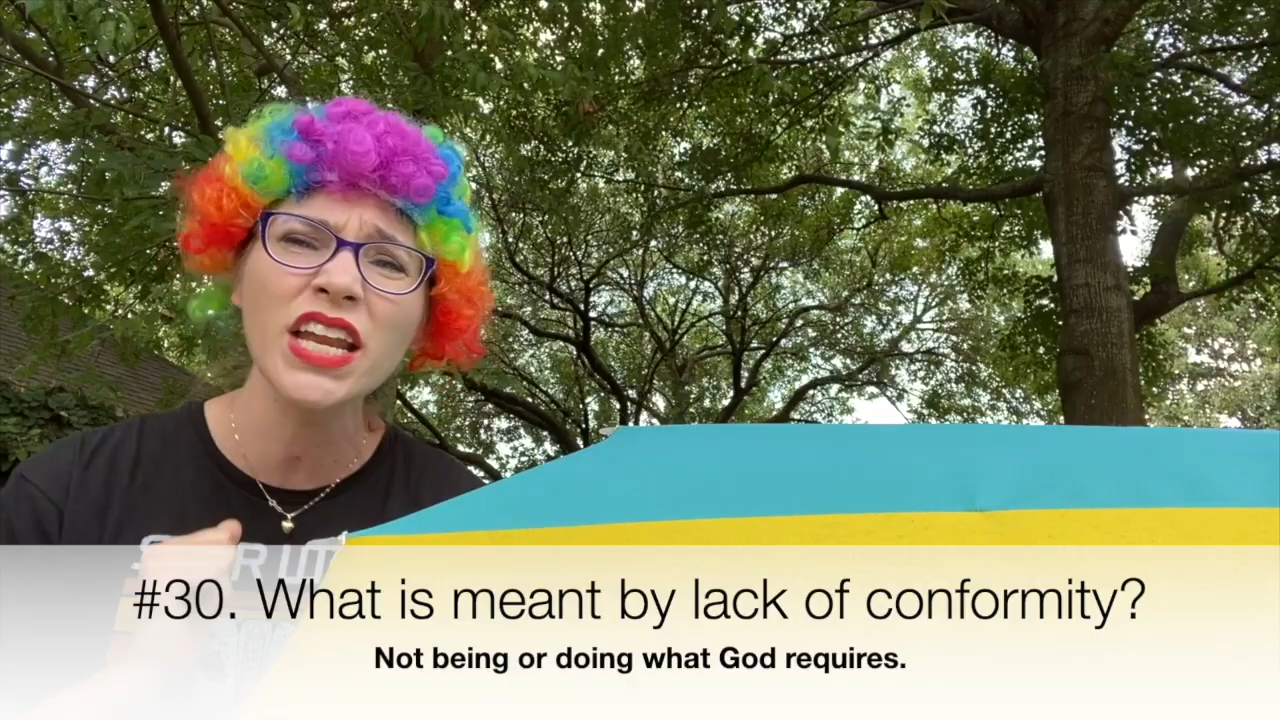 #30. What is meant by lack of conformity?
Not being or doing what God requires.